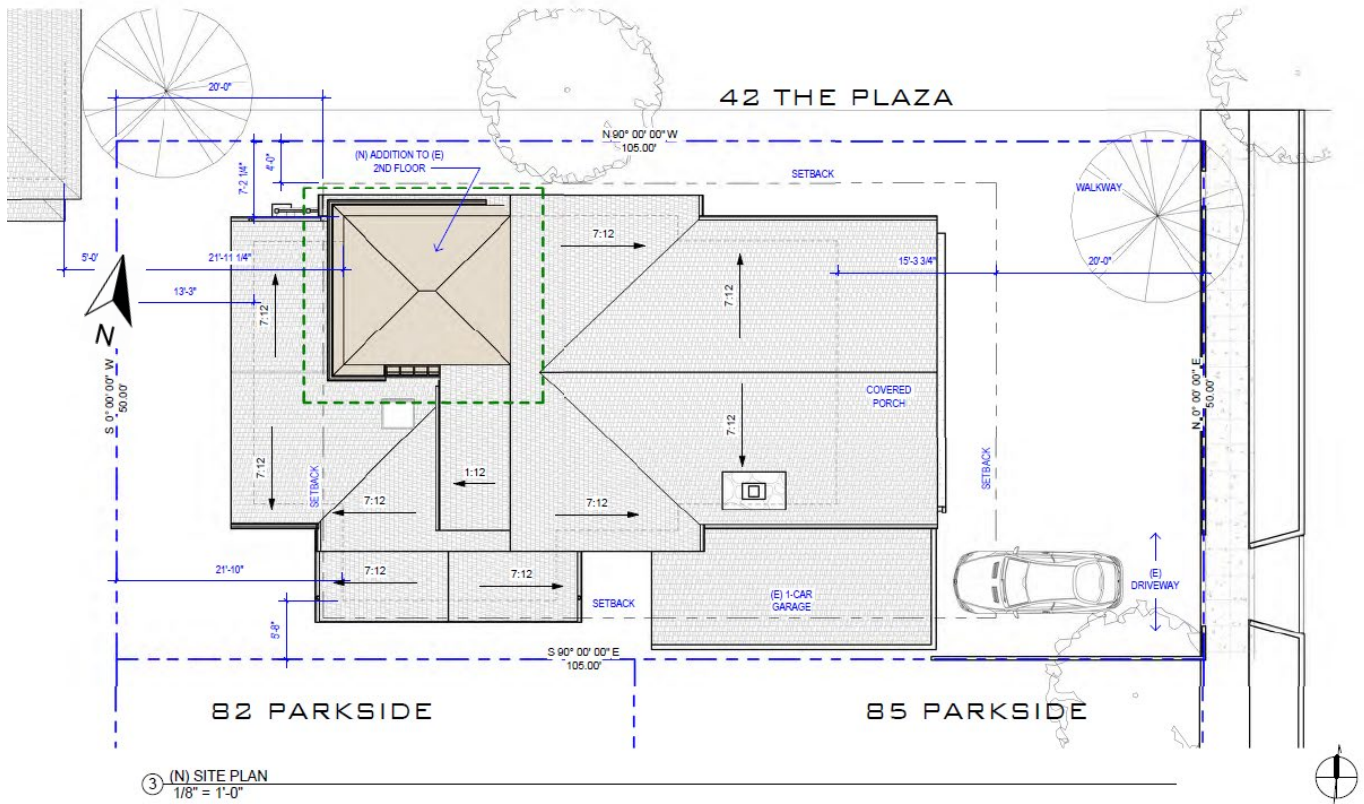 42 THE PLAZA
20'-0"
N 90° 00' 00" W
105.00'
4'-0"
7'-2 1/4"
(N) ADDITION TO (E)
2ND FLOOR
SETBACK
WALKWAY
7:12
5'-0'
21'-11 1/4"
15'-3 3/4"
20'-0"
13'-3"
7:12
7:12
N
S 0° 00' 00" W
50.00'
COVERED
PORCH
N 0° 00' 00" E
50.00'
7:12
7:12
SETBACK
1:12
SETBACK
7:12
7:12
21'-10"
7:12
7:12
(E)
DRIVEWAY
(E) 1-CAR
GARAGE
SETBACK
5'-8"
S 90° 00' 00" E
105.00'
82 PARKSIDE
85 PARKSIDE
3
(N) SITE PLAN
1/8" = 1'-0"